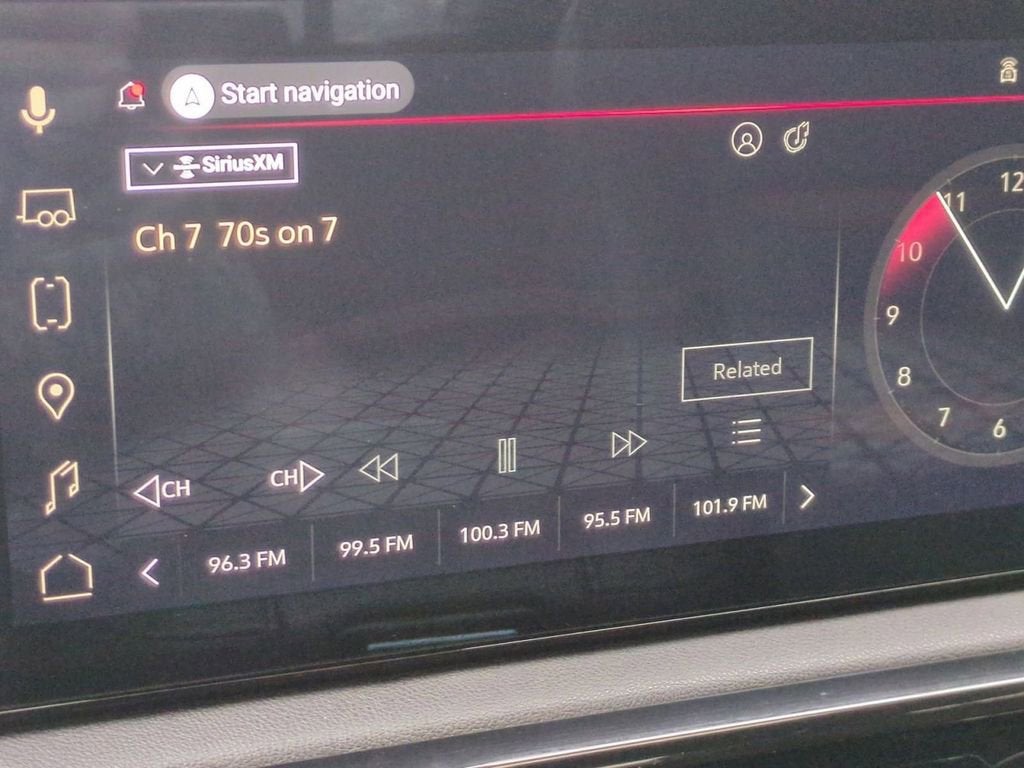 Start navigation
SiriusXM
Ch 7 70s on 7
Related
CH
CH
96.3 FM
99.5 FM
100.3 FM
95.5 FM
101.9 FM
12
11
10
9
8
7
6